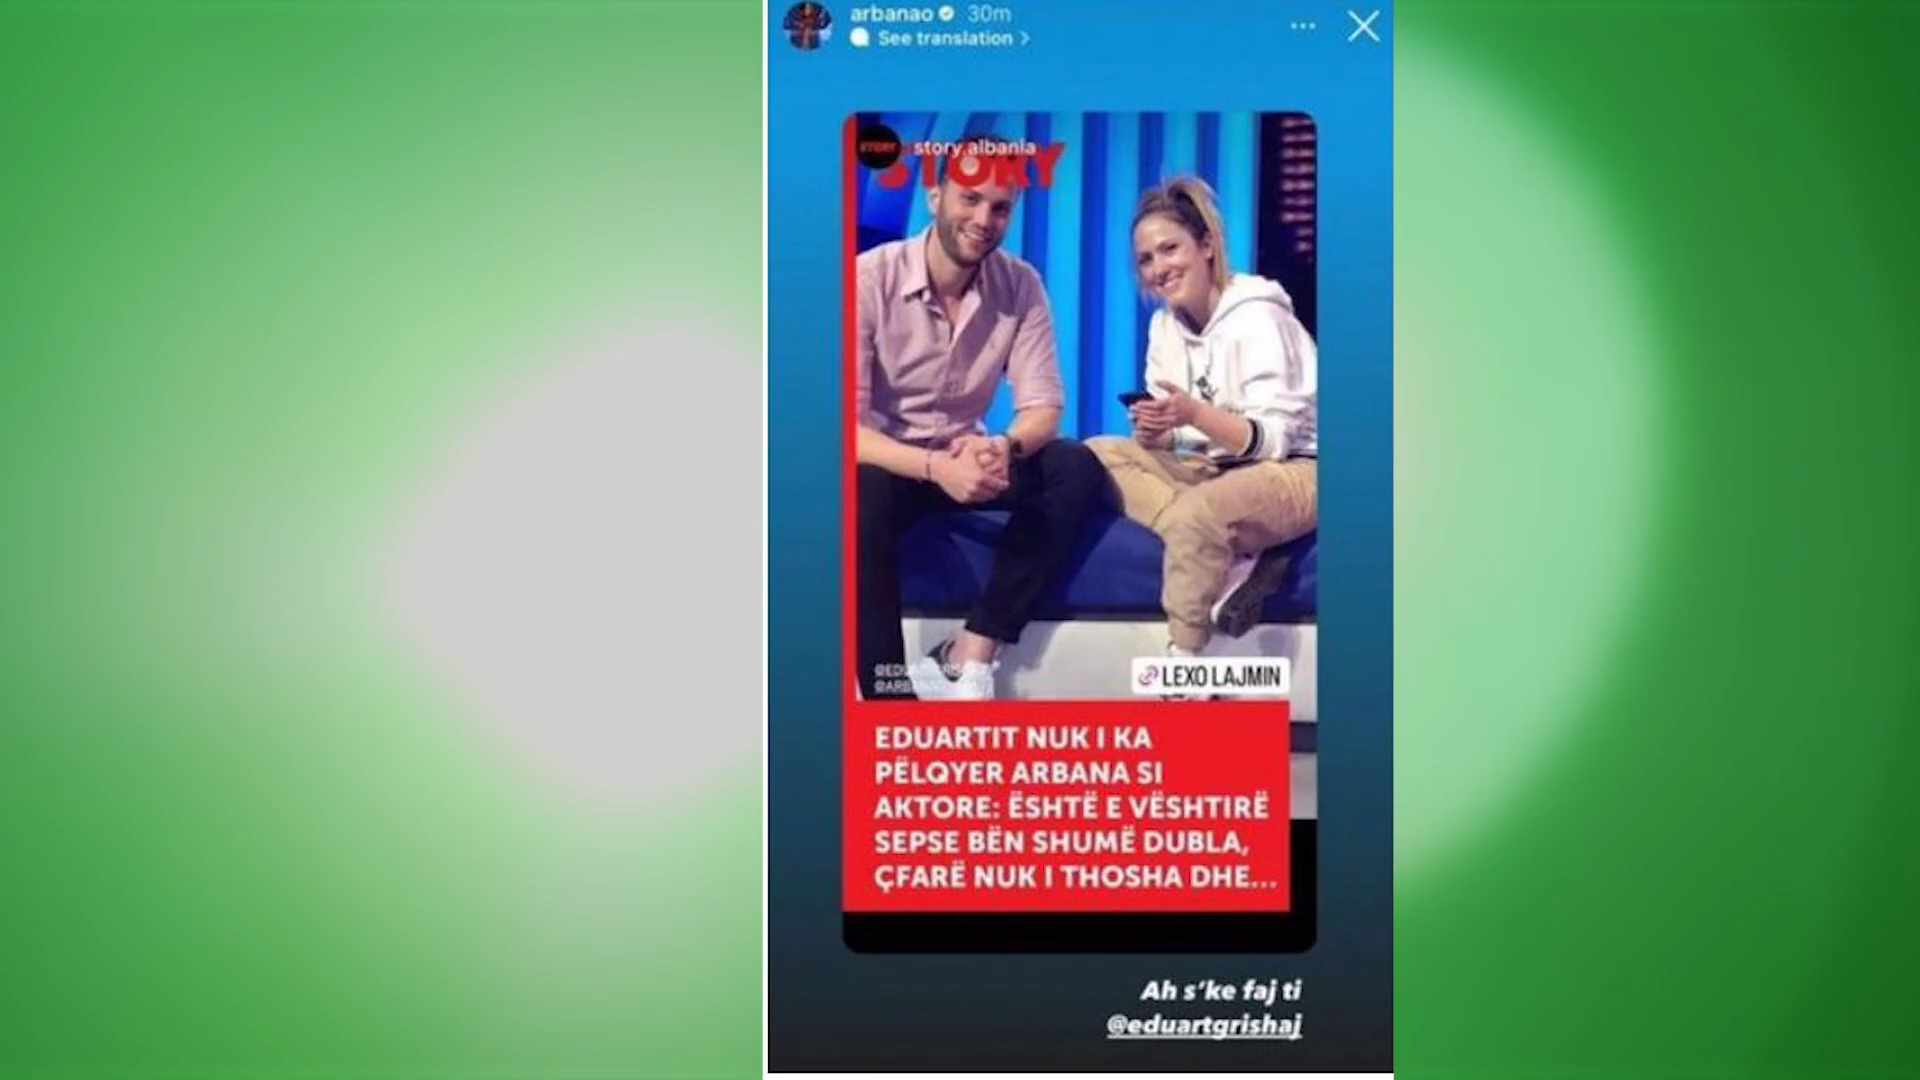 arbanao 30m
See translation
STORY
story.albania
STORY
LEXO LAJMIN
EDUARTIT NUK I KA
PËLQYER ARBANA SI
AKTORE: ËSHTË E VËSHTIRË
SEPSE BËN SHUMË DUBLA,
ÇFARË NUK I THOSHA DHE...
Ah s'ke faj ti
@eduartgrishaj